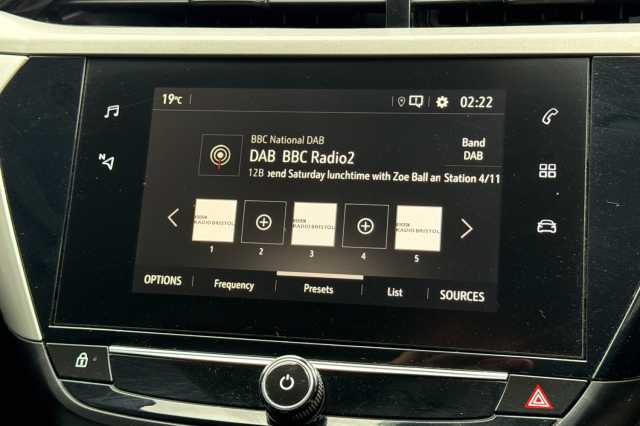 19°C
02:22
BBC National DAB
DAB BBC Radio2
Band
DAB
12B pend Saturday lunchtime with Zoe Ball an Station 4/11
RADIO BRISTOL
RADIO BRISTOL
RADIO BRISTOL
1 2 3 4 5
OPTIONS Frequency Presets List SOURCES
N